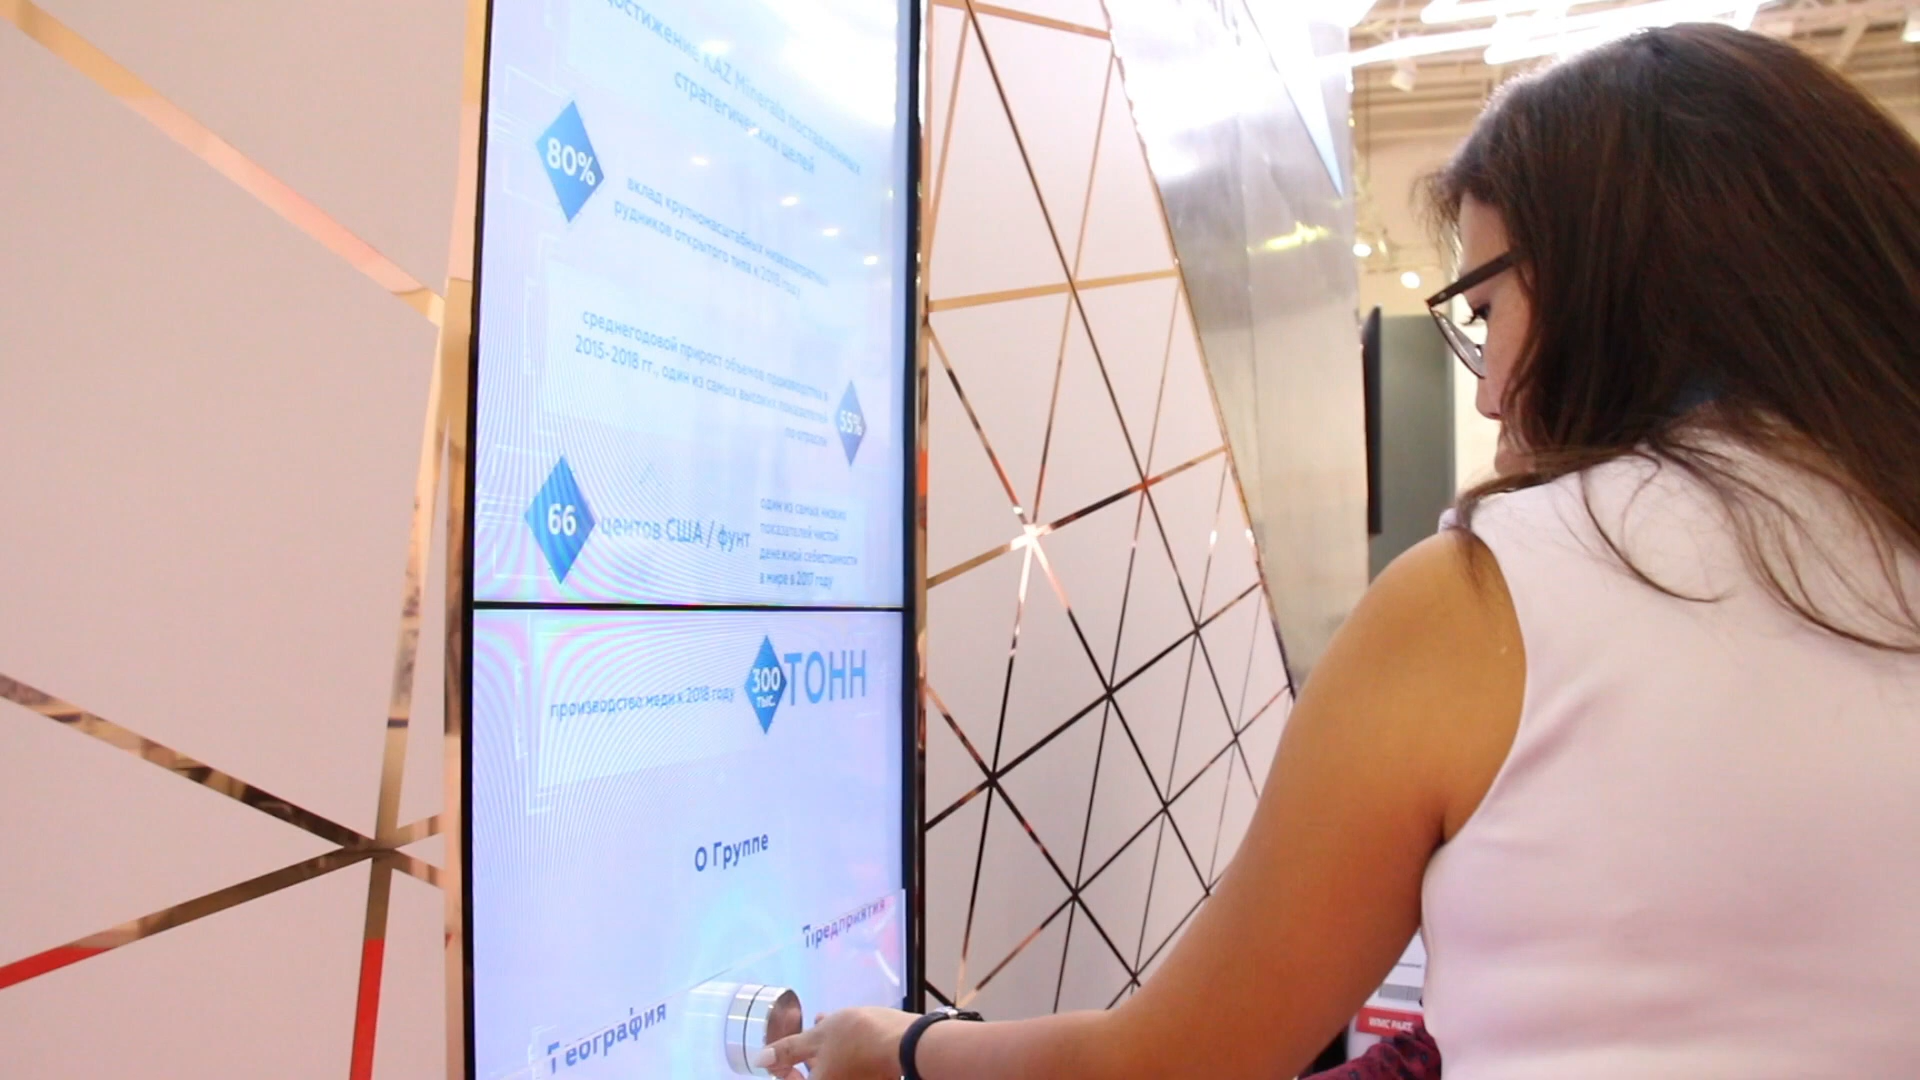 достижение KAZ Minerals поставленных
стратегических целей
80%
вклад крупномасштабных низкозатратных
рудников открытого типа к 2018 году
среднегодовой прирост объемов производства в
2015-2018 гг., один из самых высоких показателей
по отрасли
55%
66
центов США / фунт
один из самых низких
показателей чистой
денежной себестоимости
в мире в 2017 году
производство меди к 2018 году
300
тыс.
ТОНН
О Группе
Предприятия
География